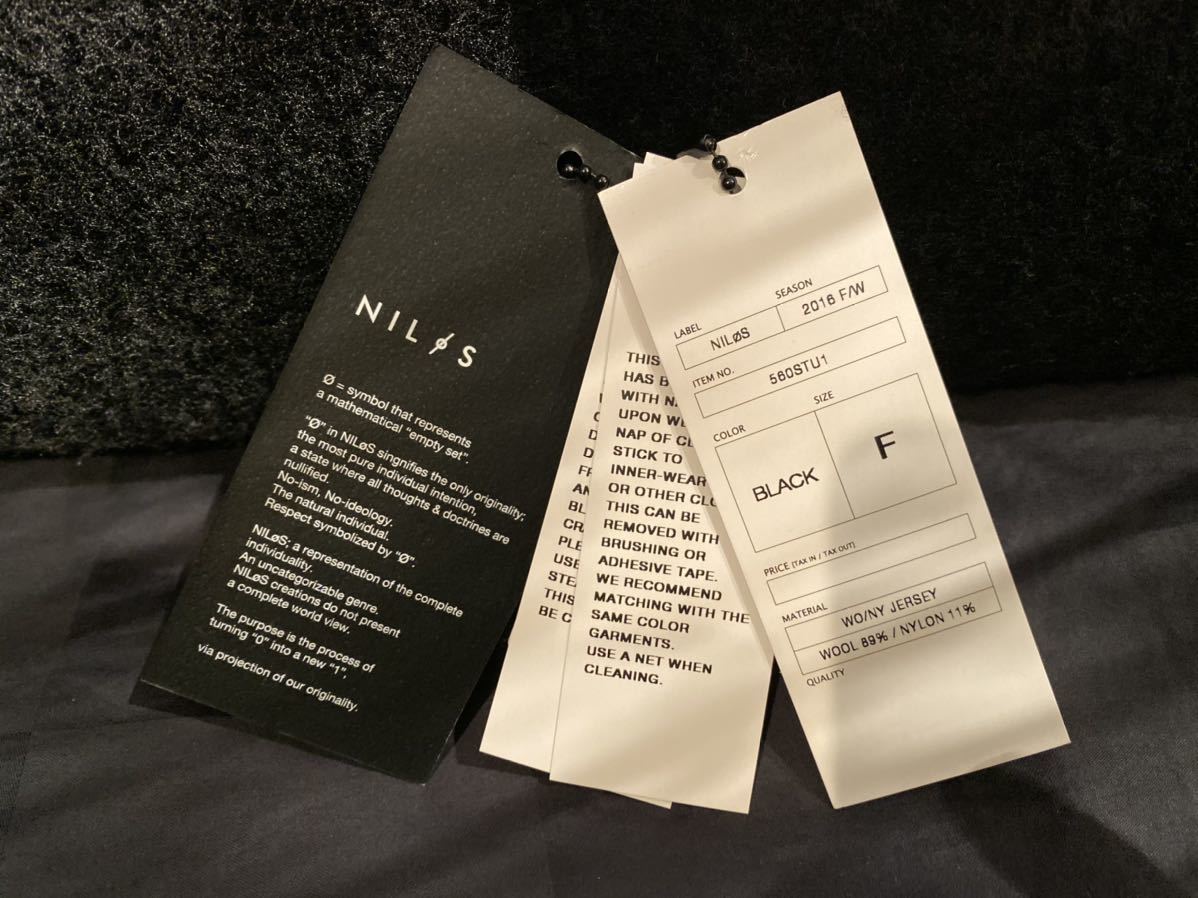 NILøS
Ø = symbol that represents
a mathematical “empty set”.
“Ø” in NILøS singnifies the only originality;
the most pure individual intention,
a state where all thoughts & doctrines are
nullified.
No-ism, No-ideology.
The natural individual.
Respect symbolized by “Ø”.
NILøS: a representation of the complete
individuality.
An uncategorizable genre.
NILøS creations do not present
a complete world view.
The purpose is the process of
turning “0” into a new “1”.
via projection of our originality.
BE C
THIS
HAS B
WITH
UPON
NAP OF
STICK TO
INNER-WEAR
OR OTHER
THIS CAN BE
REMOVED WITH
BRUSHING OR
ADHESIVE TAPE.
WE RECOMMEND
MATCHING WITH THE
SAME COLOR
GARMENTS.
USE A NET WHEN
CLEANING.
LABEL SEASON
NILøS 2016 F/W
ITEM NO.
560STU1
COLOR SIZE
BLACK F
PRICE [TAX IN / TAX OUT]
MATERIAL
WO/NY JERSEY
WOOL 89% / NYLON 11%
QUALITY